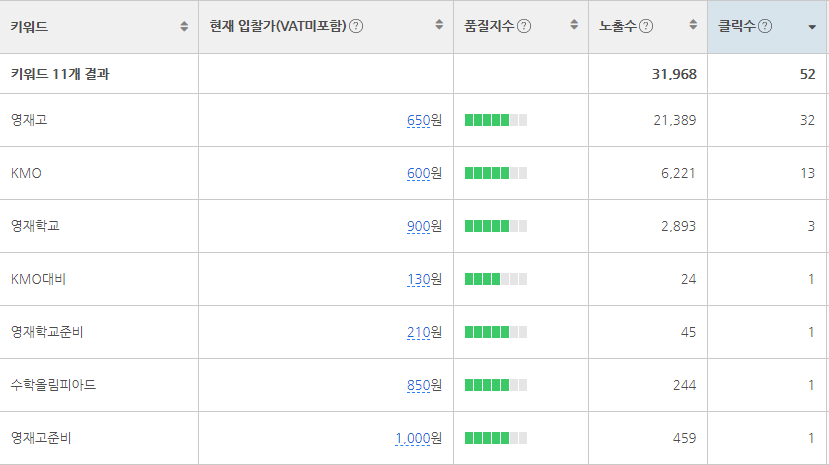 키워드 현재 입찰가(VAT미포함) ? 품질지수 ? 노출수 ? 클릭수 ?
키워드 11개 결과 31,968 52
영재고 650원 21,389 32
KMO 600원 6,221 13
영재학교 900원 2,893 3
KMO대비 130원 24 1
영재학교준비 210원 45 1
수학올림피아드 850원 244 1
영재고준비 1,000원 459 1